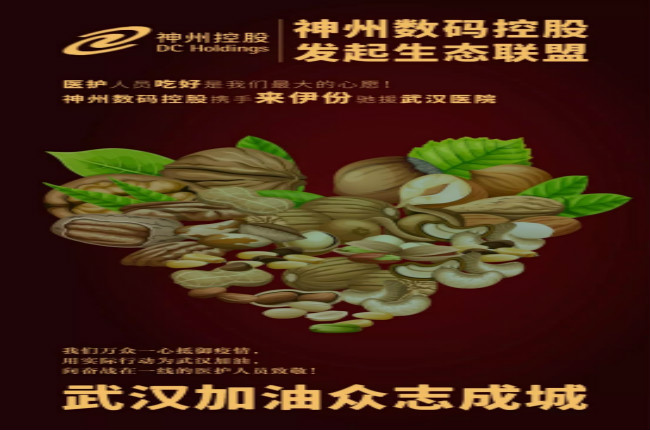 神州控股
DC Holdings
神州数码控股
发起生态联盟
医护人员吃好是我们最大的心愿！
神州数码控股携手来伊份驰援武汉医院
我们万众一心抵御疫情，
用实际行动为武汉加油，
向奋战在一线的医护人员致敬！
武汉加油众志成城